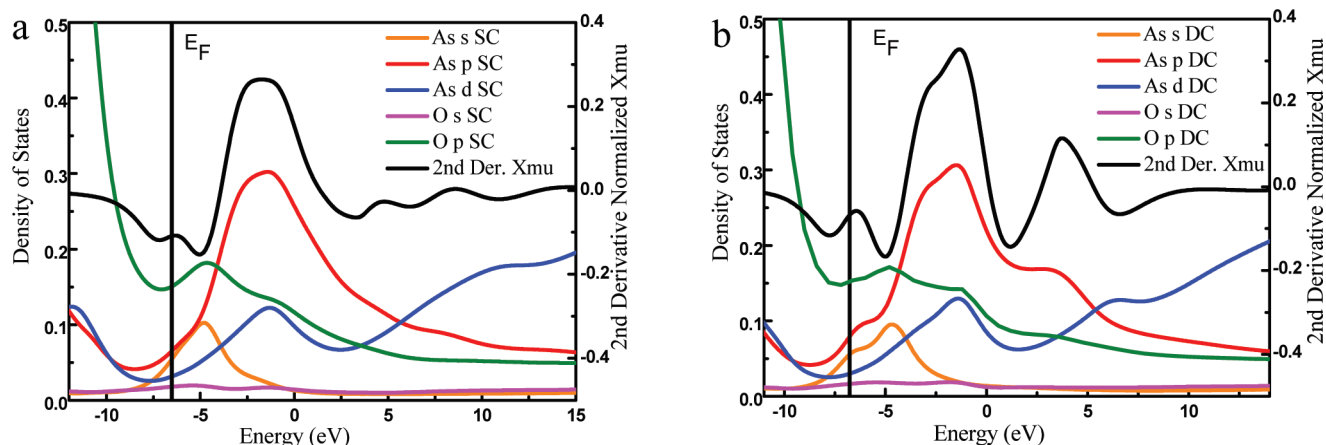 a
0.5
0.4
0.3
0.2
0.1
0.0
Density of States
-10
-5
0
5
10
15
Energy (eV)
0.4
0.2
0.0
-0.2
-0.4
2nd Derivative Normalized Xmu
EF
As s SC
As p SC
As d SC
O s SC
O p SC
2nd Der. Xmu
b
0.5
0.4
0.3
0.2
0.1
0.0
Density of States
-10
-5
0
5
10
Energy (eV)
0.4
0.2
0.0
-0.2
-0.4
2nd Derivative Normalized Xmu
EF
As s DC
As p DC
As d DC
O s DC
O p DC
2nd Der. Xmu